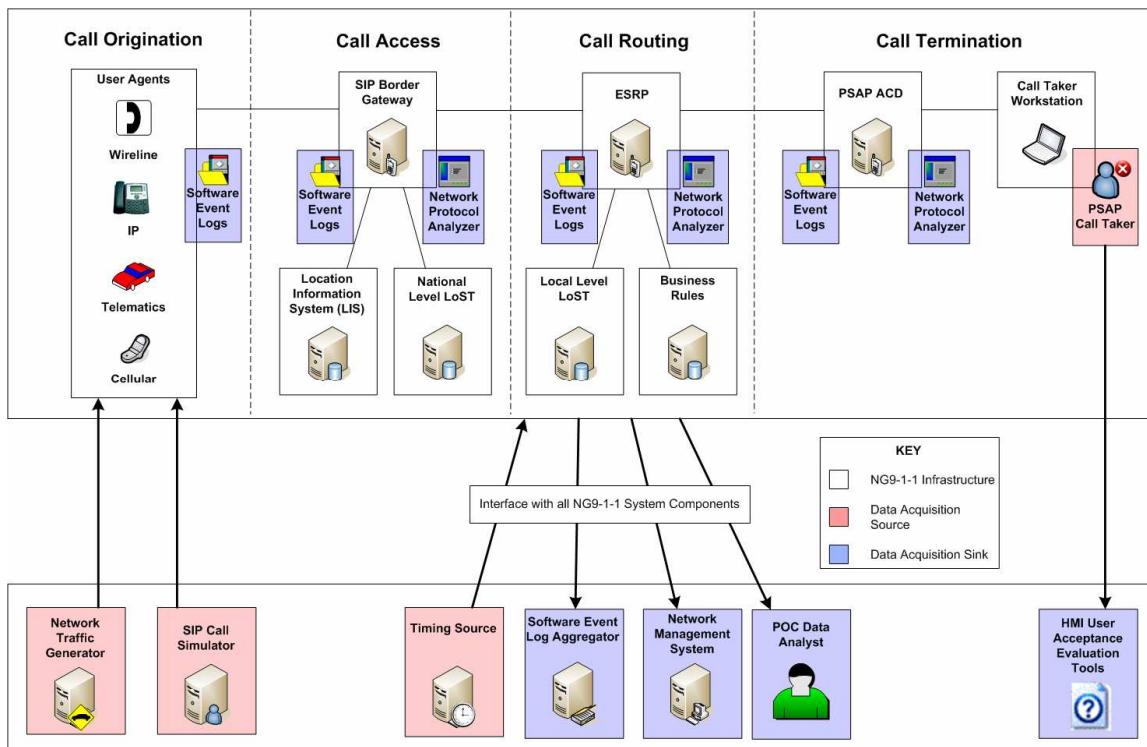 Call Origination
Call Access
Call Routing
Call Termination
User Agents
Wireline
IP
Telematics
Cellular
Software
Event
Logs
SIP Border
Gateway
Software
Event
Logs
Network
Protocol
Analyzer
Location
Information
System (LIS)
National
Level LoST
ESRP
Software
Event
Logs
Network
Protocol
Analyzer
Local Level
LoST
Business
Rules
PSAP ACD
Software
Event
Logs
Network
Protocol
Analyzer
Call Taker
Workstation
PSAP
Call Taker
Interface with all NG9-1-1 System Components
KEY
NG9-1-1 Infrastructure
Data Acquisition
Source
Data Acquisition Sink
Network
Traffic
Generator
SIP Call
Simulator
Timing Source
Software Event
Log Aggregator
Network
Management
System
POC Data
Analyst
HMI User
Acceptance
Evaluation
Tools